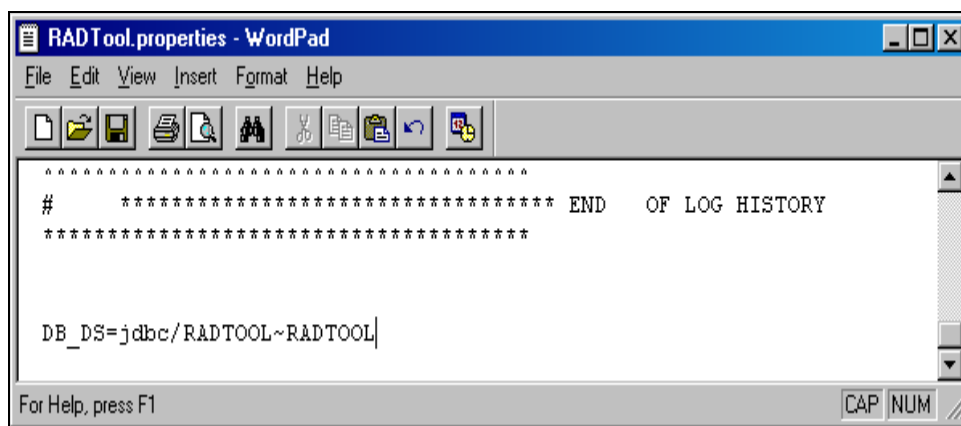 RADTool.properties - WordPad
File Edit View Insert Format Help
**************************************
# ********************************** END OF LOG HISTORY
**************************************
DB_DS=jdbc/RADTOOL~RADTOOL
For Help, press F1
CAP NUM